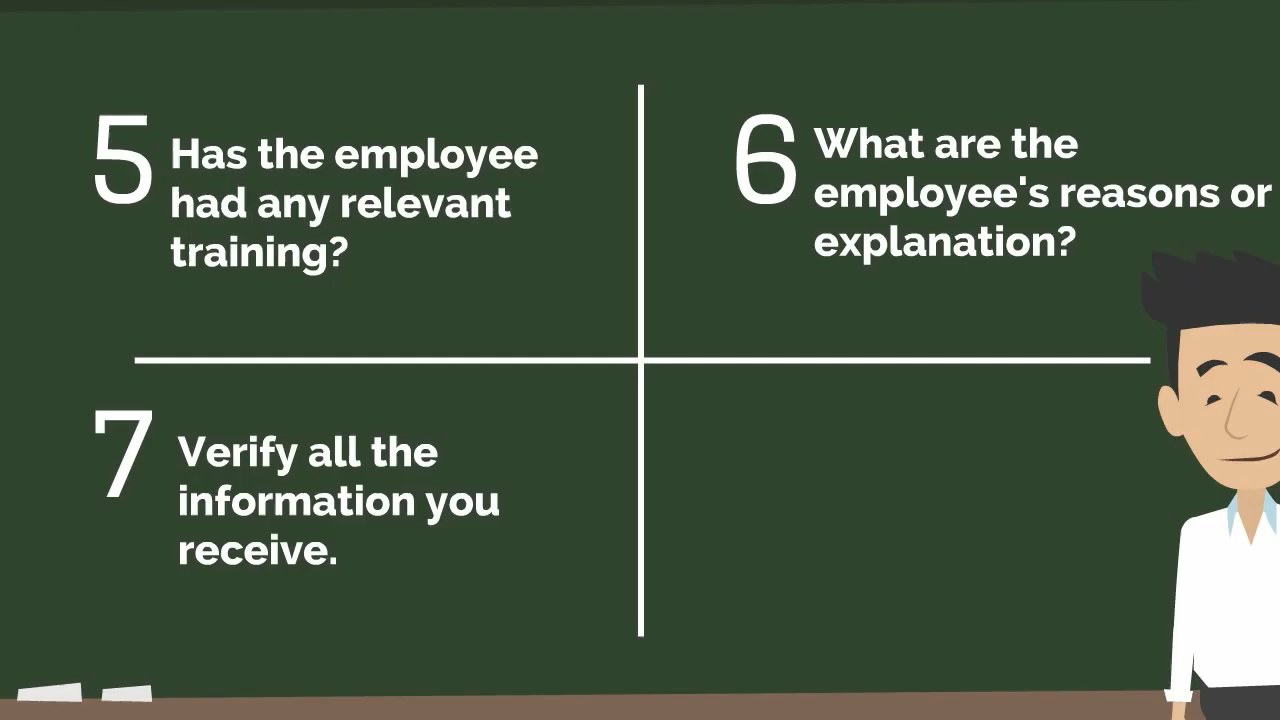 5
Has the employee
had any relevant
training?
6
What are the
employee's reasons or
explanation?
7
Verify all the
information you
receive.